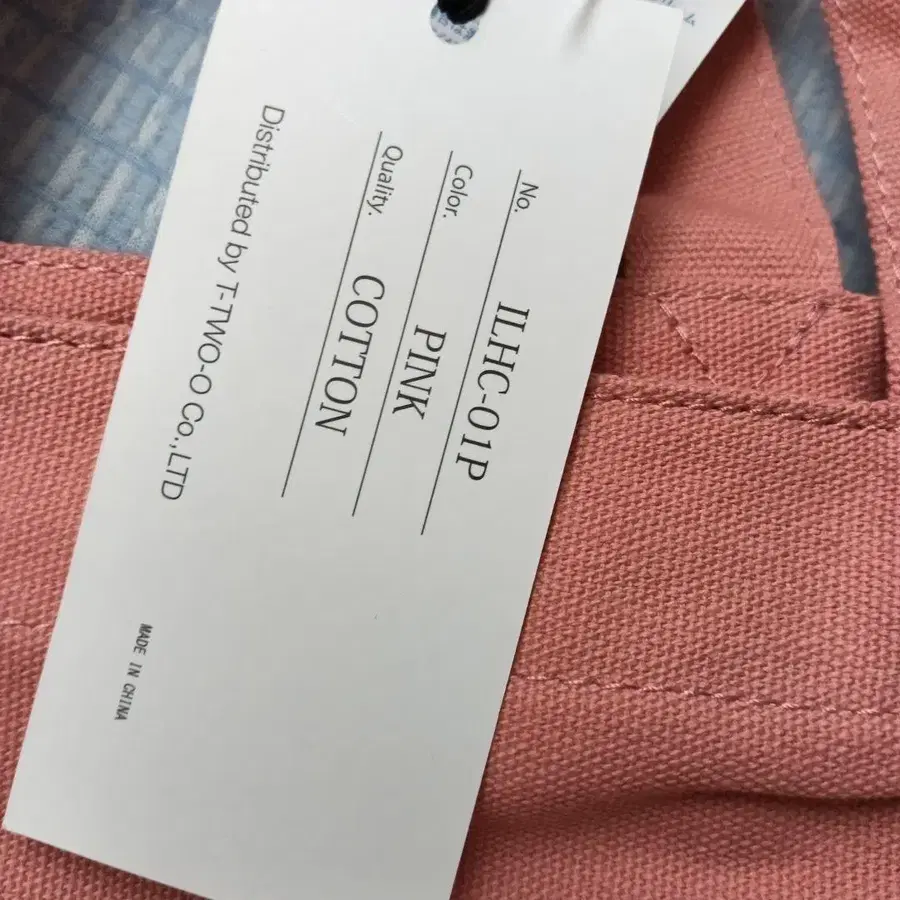 No. ILHC-01P
Color. PINK
Quality. COTTON
Distributed by T-TWO-O Co.,LTD
MADE IN CHINA